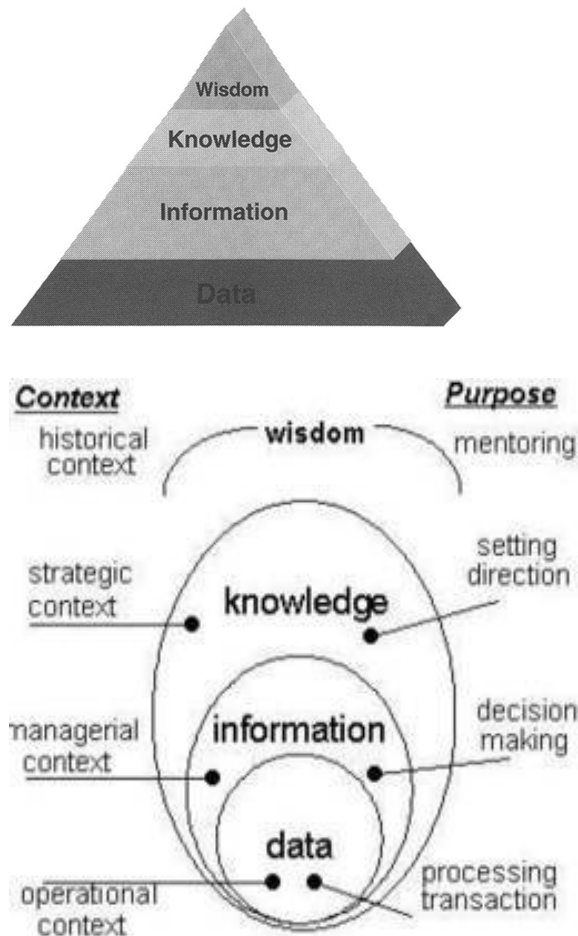 Wisdom
Knowledge
Information
Data
Context
Purpose
historical
context
wisdom
mentoring
strategic
context
knowledge
setting
direction
managerial
context
information
decision
making
data
operational
context
processing
transaction